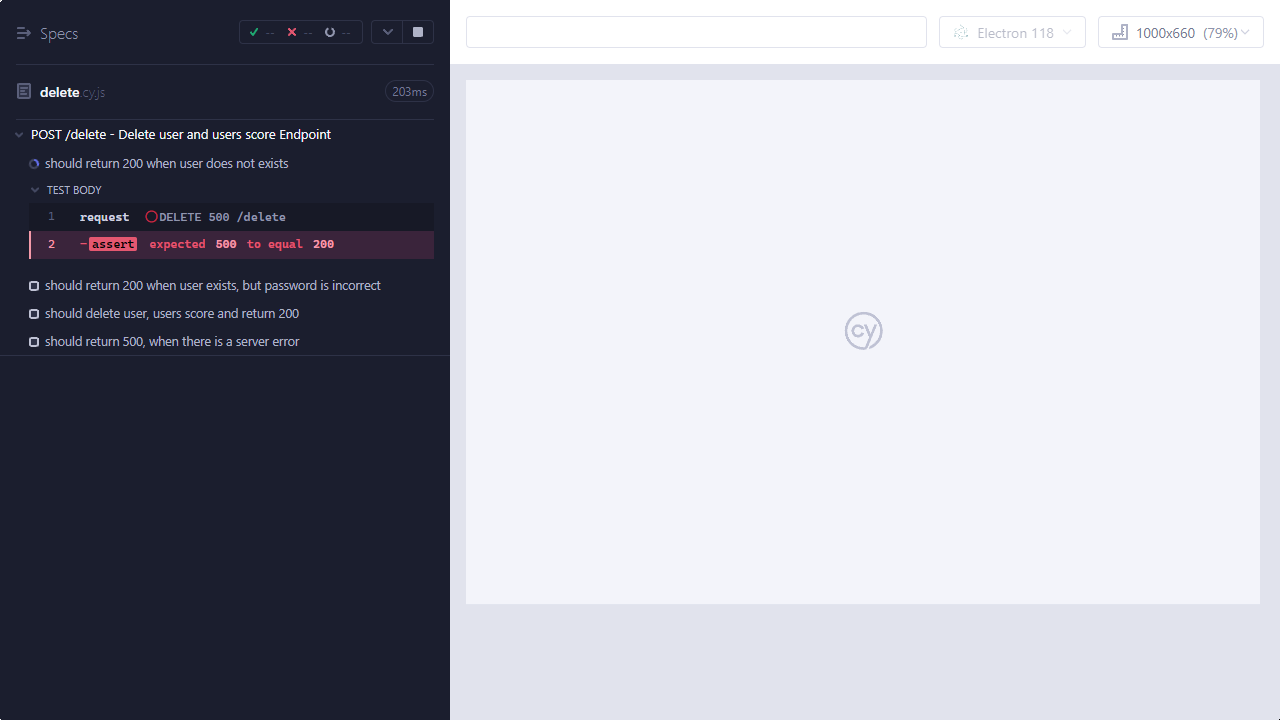 Specs
--
--
--
Electron 118
1000x660 (79%)
delete.cy.js
203ms
POST /delete - Delete user and users score Endpoint
should return 200 when user does not exists
TEST BODY
1 request DELETE 500 /delete
2 -assert expected 500 to equal 200
should return 200 when user exists, but password is incorrect
should delete user, users score and return 200
should return 500, when there is a server error
cy